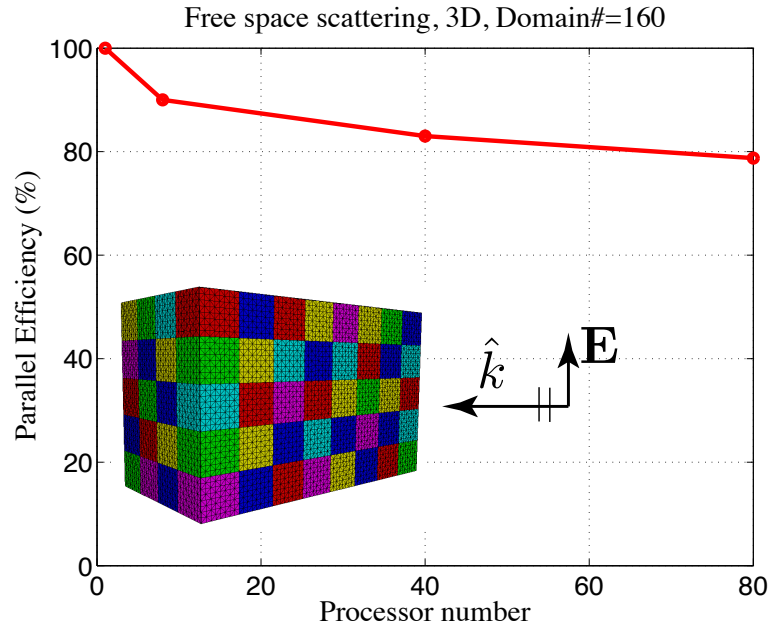 Free space scattering, 3D, Domain#=160
Parallel Efficiency (%)
100
80
60
40
20
0
k̂
E
0
20
40
60
80
Processor number